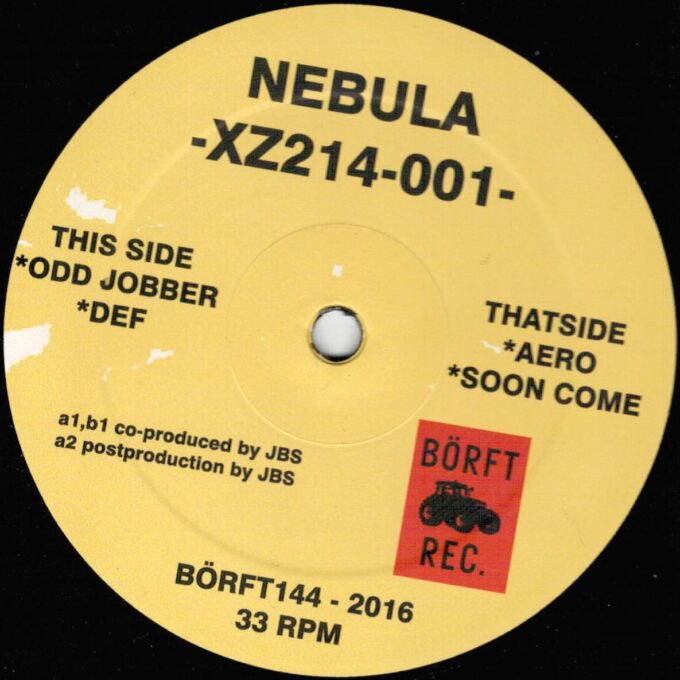 NEBULA
-XZ214-001-
THIS SIDE
*ODD JOBBER
*DEF
THATSIDE
*AERO
*SOON COME
a1,b1 co-produced by JBS
a2 postproduction by JBS
BÖRFT
REC.
BÖRFT144 - 2016
33 RPM